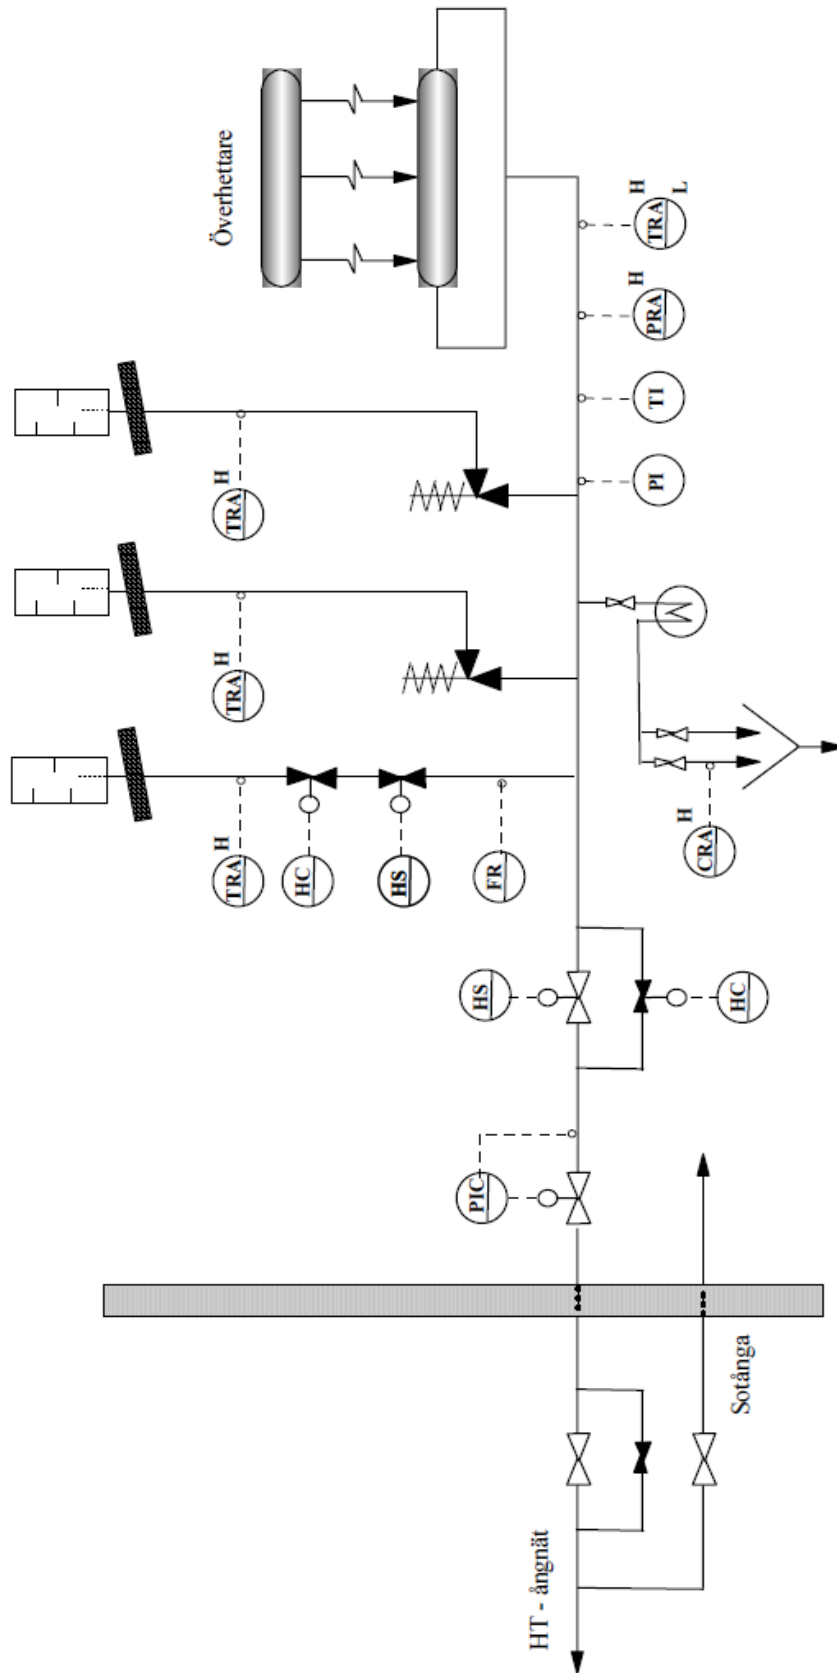 Överhettare
TRA
H
L
PRA
H
TI
PI
TRA
H
TRA
H
TRA
H
HC
HS
FR
CRA
H
HS
HC
PIC
Sotånga
HT - ångnät